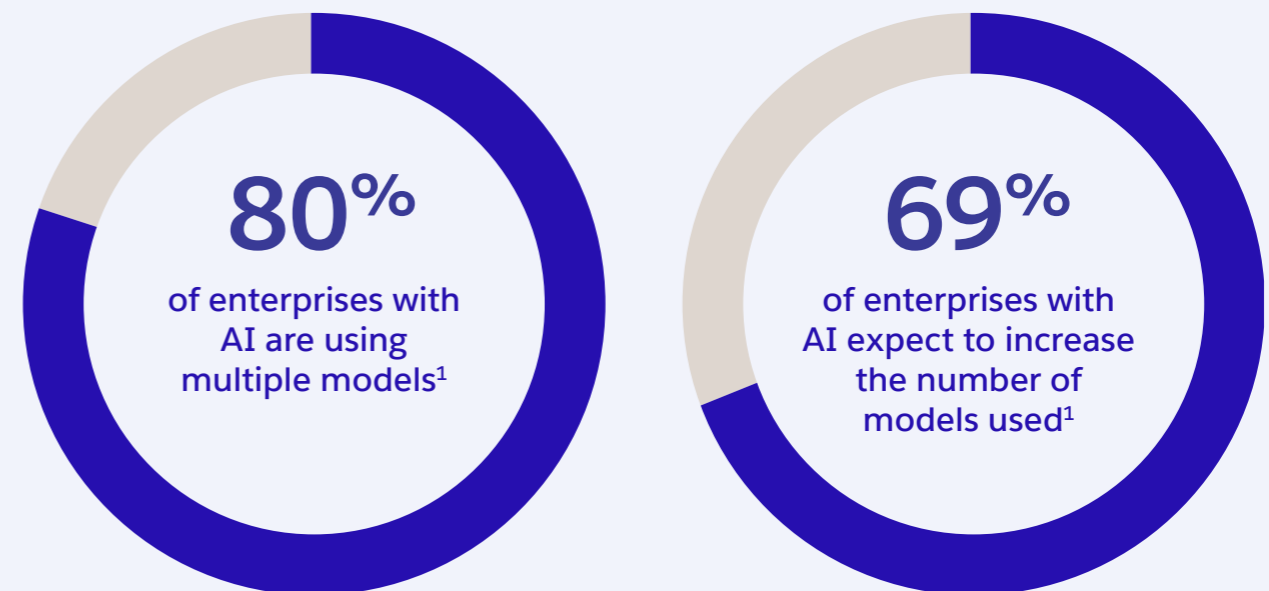 80%
of enterprises with
AI are using
multiple models¹
69%
of enterprises with
AI expect to increase
the number of
models used¹